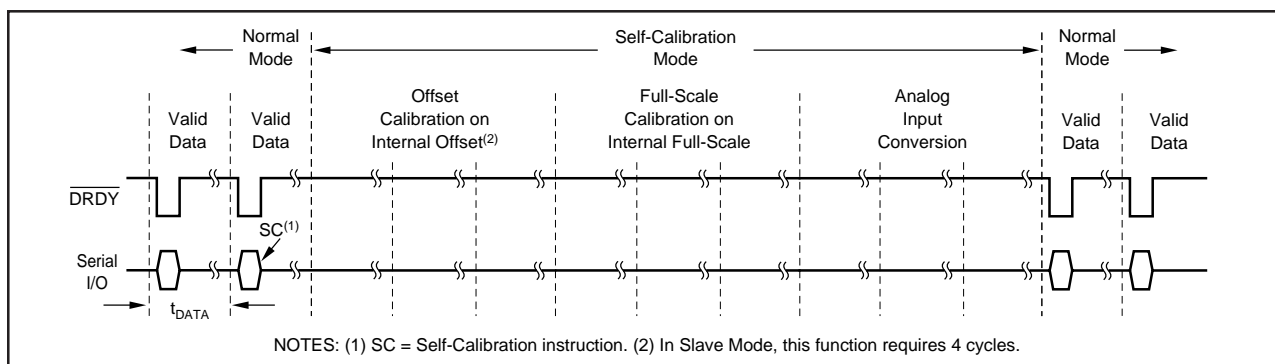 Normal
Mode
Self-Calibration
Mode
Normal
Mode
Valid
Data
Valid
Data
Offset
Calibration on
Internal Offset(2)
Full-Scale
Calibration on
Internal Full-Scale
Analog
Input
Conversion
Valid
Data
Valid
Data
DRDY
SC(1)
Serial
I/O
tDATA
NOTES: (1) SC = Self-Calibration instruction. (2) In Slave Mode, this function requires 4 cycles.